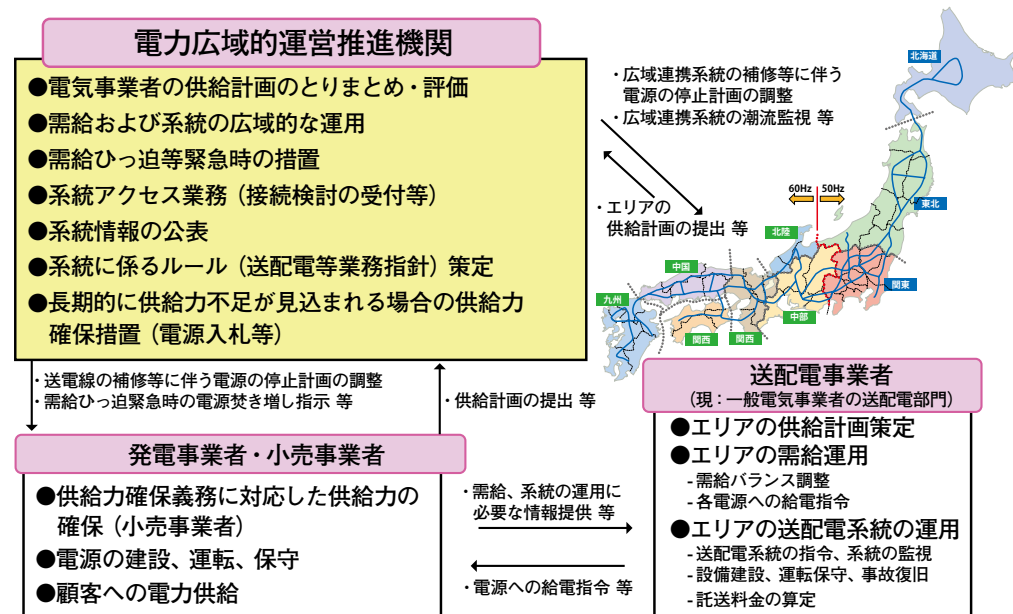 電力広域的運営推進機関
●電気事業者の供給計画のとりまとめ・評価
●需給および系統の広域的な運用
●需給ひっ迫等緊急時の措置
●系統アクセス業務（接続検討の受付等）
●系統情報の公表
●系統に係るルール（送配電等業務指針）策定
●長期的に供給力不足が見込まれる場合の供給力
確保措置（電源入札等）
・広域連携系統の補修等に伴う
電源の停止計画の調整
・広域連携系統の潮流監視 等
・エリアの
供給計画の提出 等
北海道
60Hz
50Hz
東北
北陸
中国
関東
九州
中部
関西
関西
・送電線の補修等に伴う電源の停止計画の調整
・需給ひっ迫緊急時の電源焚き増し指示 等
・供給計画の提出 等
発電事業者・小売事業者
●供給力確保義務に対応した供給力の
確保（小売事業者）
●電源の建設、運転、保守
●顧客への電力供給
・需給、系統の運用に
必要な情報提供 等
・電源への給電指令 等
送配電事業者
（現：一般電気事業者の送配電部門）
●エリアの供給計画策定
●エリアの需給運用
-需給バランス調整
-各電源への給電指令
●エリアの送配電系統の運用
-送配電系統の指令、系統の監視
-設備建設、運転保守、事故復旧
-託送料金の算定